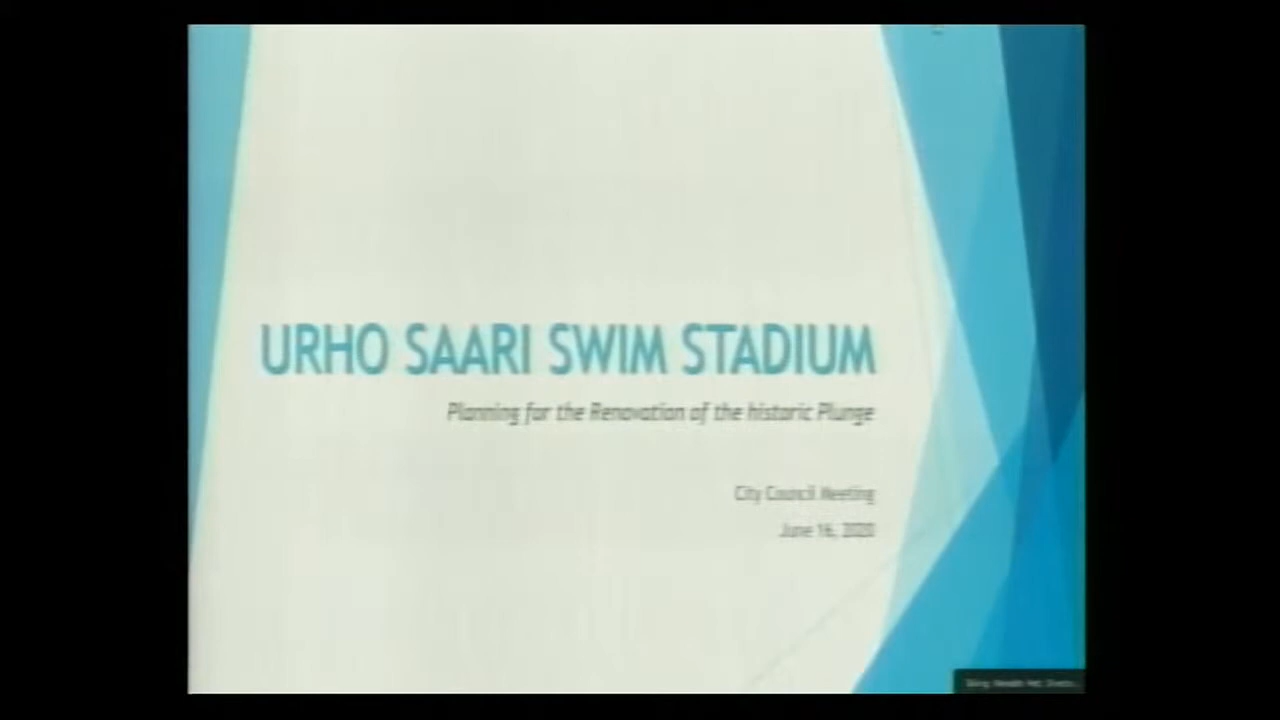 URHO SAARI SWIM STADIUM
Planning for the Renovation of the historic Plunge
City Council Meeting
June 16, 2020